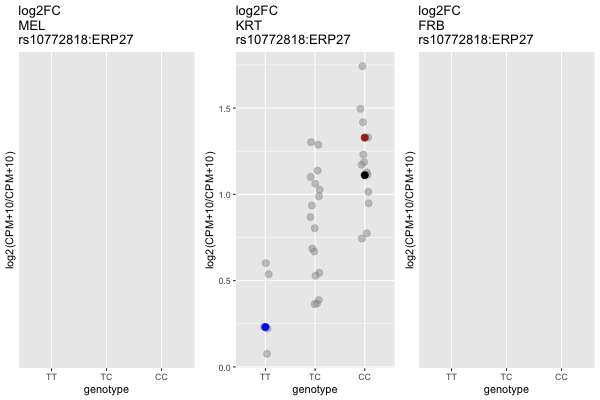 log2FC
MEL
rs10772818:ERP27
log2(CPM+10/CPM+10)
TT TC CC
genotype
log2FC
KRT
rs10772818:ERP27
log2(CPM+10/CPM+10)
1.5
1.0
0.5
0.0
TT TC CC
genotype
log2FC
FRB
rs10772818:ERP27
log2(CPM+10/CPM+10)
TT TC CC
genotype